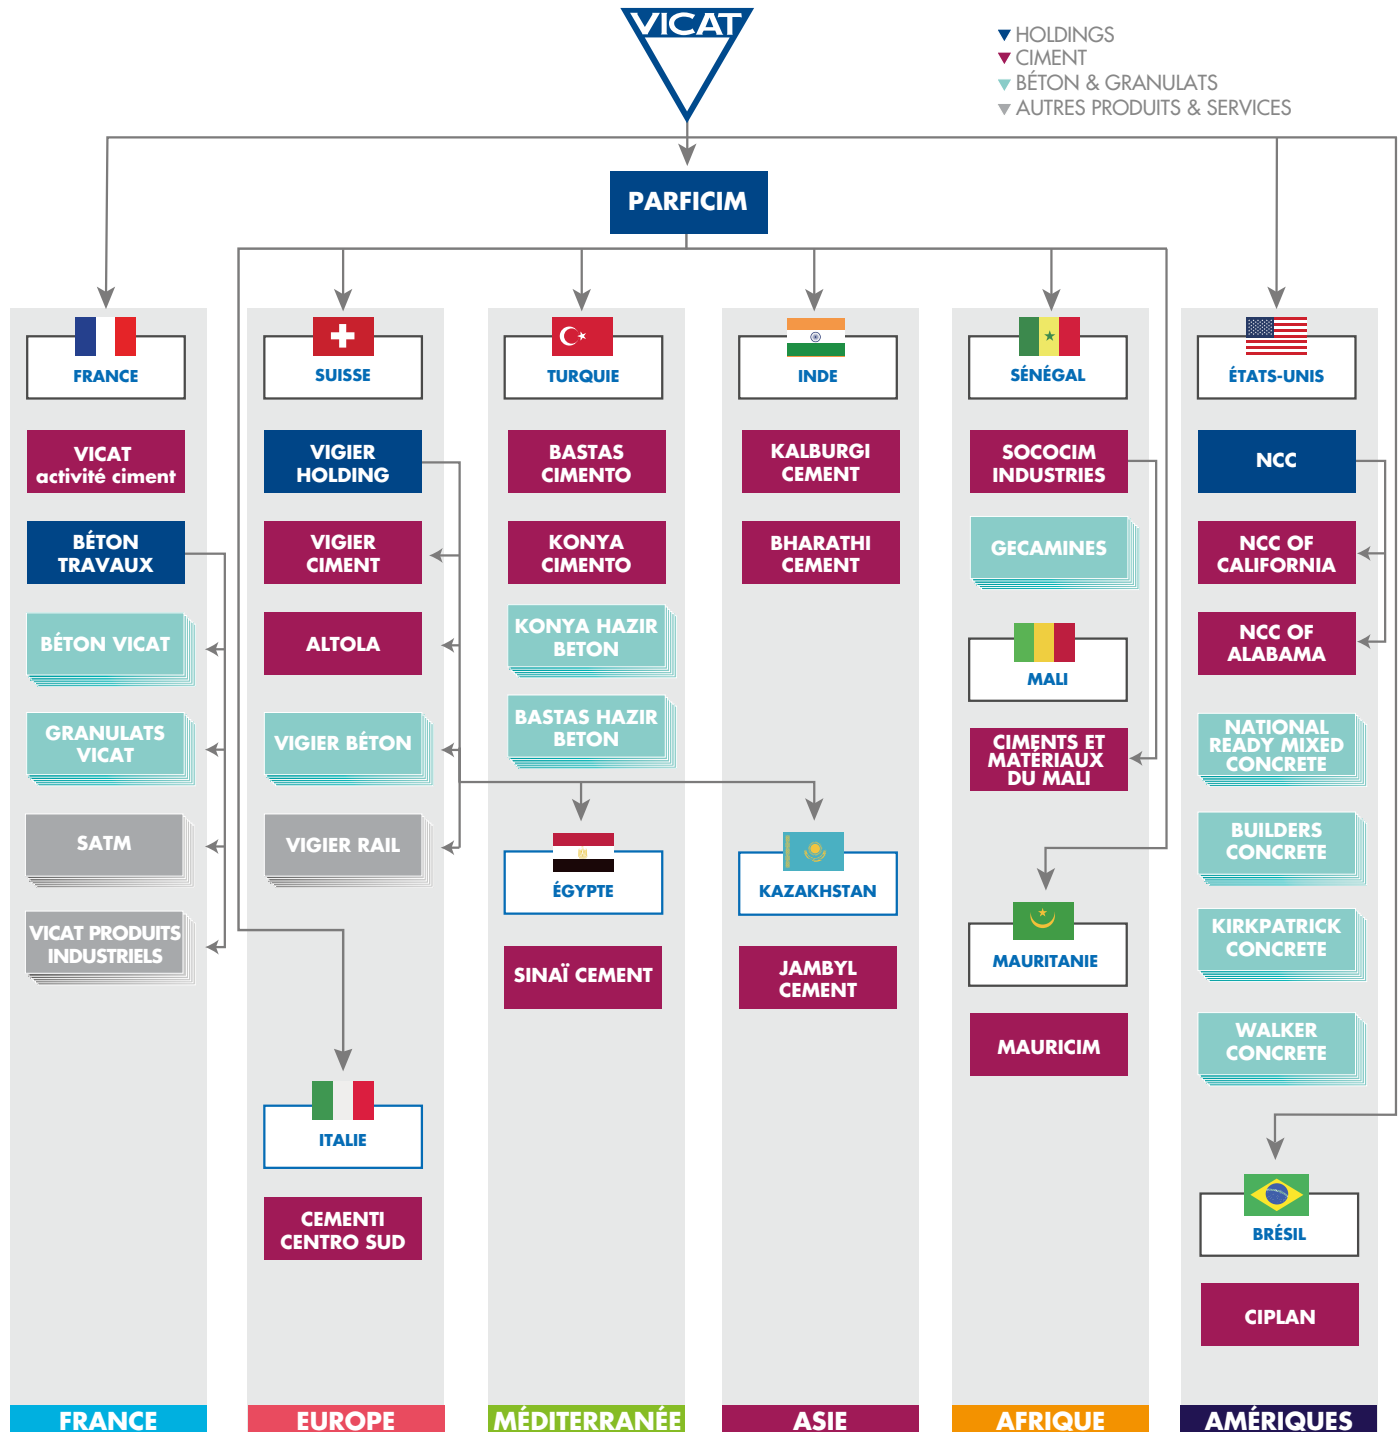 VICAT
HOLDINGS
CIMENT
BÉTON & GRANULATS
AUTRES PRODUITS & SERVICES
PARFICIM
FRANCE
VICAT
activité ciment
BÉTON
TRAVAUX
BÉTON VICAT
GRANULATS
VICAT
SATM
VICAT PRODUITS
INDUSTRIELS
FRANCE
SUISSE
VIGIER
HOLDING
VIGIER
CIMENT
ALTOLA
VIGIER BÉTON
VIGIER RAIL
ITALIE
CEMENTI
CENTRO SUD
EUROPE
TURQUIE
BASTAS
CIMENTO
KONYA
CIMENTO
KONYA HAZIR
BETON
BASTAS HAZIR
BETON
ÉGYPTE
SINAÏ CEMENT
MÉDITERRANÉE
INDE
KALBURGI
CEMENT
BHARATHI
CEMENT
KAZAKHSTAN
JAMBYL
CEMENT
ASIE
SÉNÉGAL
SOCOCIM
INDUSTRIES
GECAMINES
MALI
CIMENTS ET
MATÉRIAUX
DU MALI
MAURITANIE
MAURICIM
AFRIQUE
ÉTATS-UNIS
NCC
NCC OF
CALIFORNIA
NCC OF
ALABAMA
NATIONAL
READY MIXED
CONCRETE
BUILDERS
CONCRETE
KIRKPATRICK
CONCRETE
WALKER
CONCRETE
BRÉSIL
CIPLAN
AMÉRIQUES